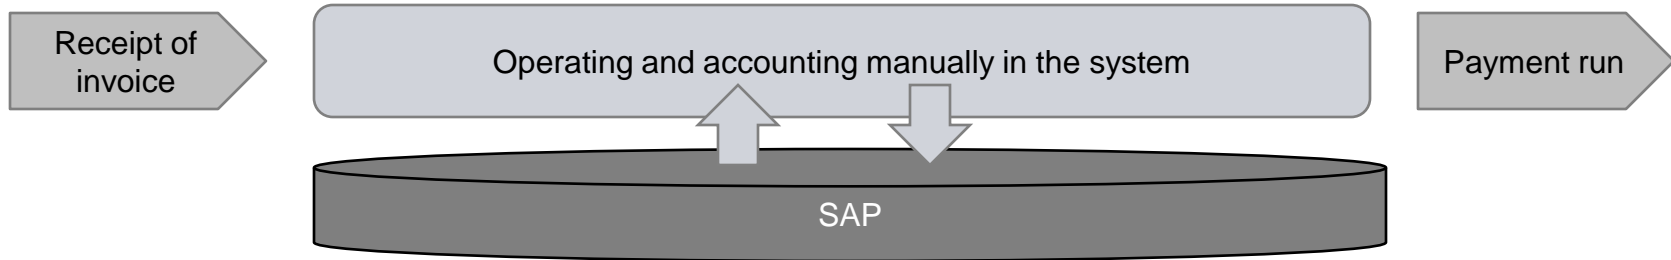 Receipt of
invoice
Operating and accounting manually in the system
Payment run
SAP